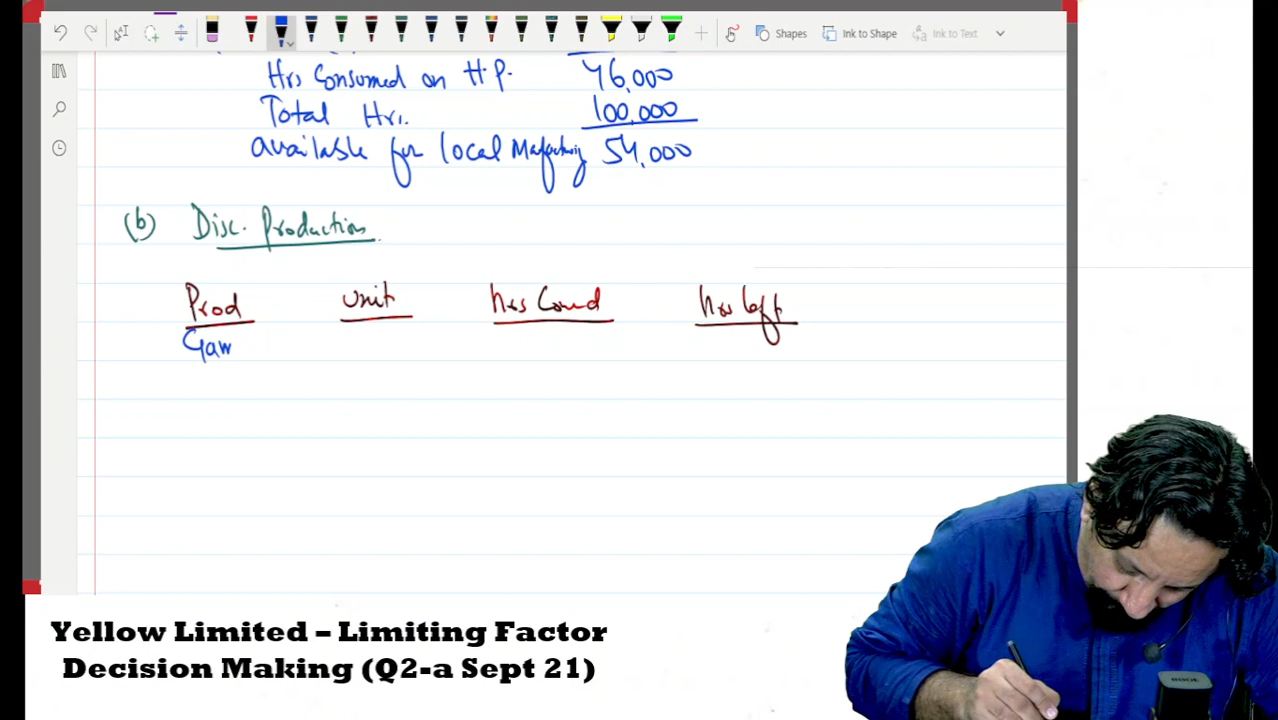 Shapes Ink to Shape Ink to Text
Hrs Consumed on H.P. 46,000
Total Hrs. 100,000
available for local 54,000
(b) Disc. Production
Prod unit hrs Consd hrs left
Gam
Yellow Limited – Limiting Factor
Decision Making (Q2-a Sept 21)